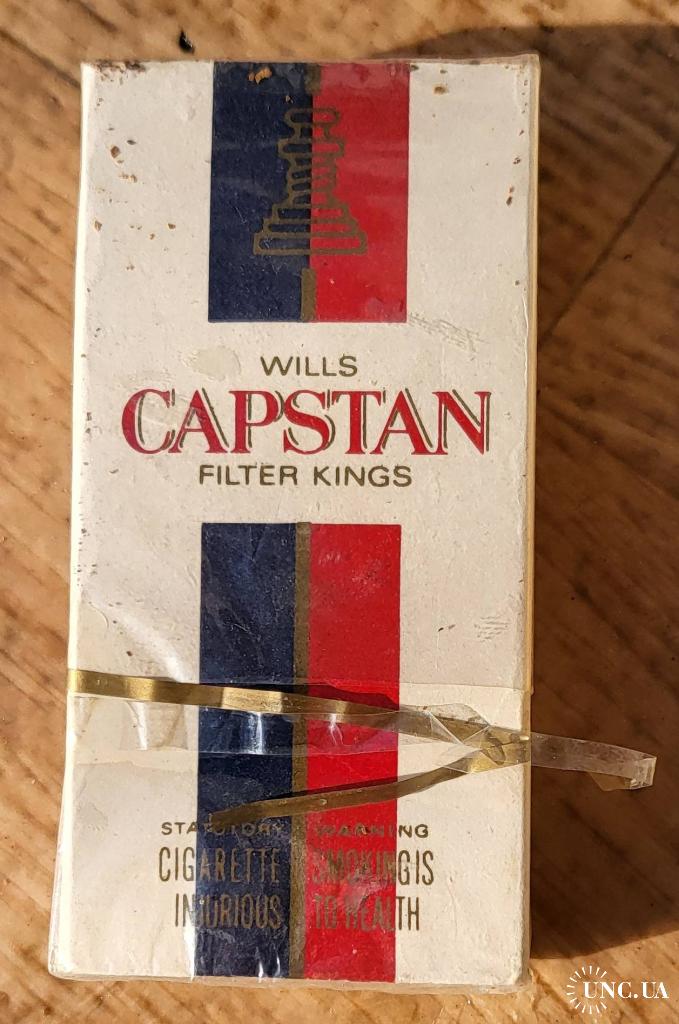 WILLS
CAPSTAN
FILTER KINGS
STATUTORY WARNING
CIGARETTE SMOKING IS
INJURIOUS TO HEALTH
UNC.UA